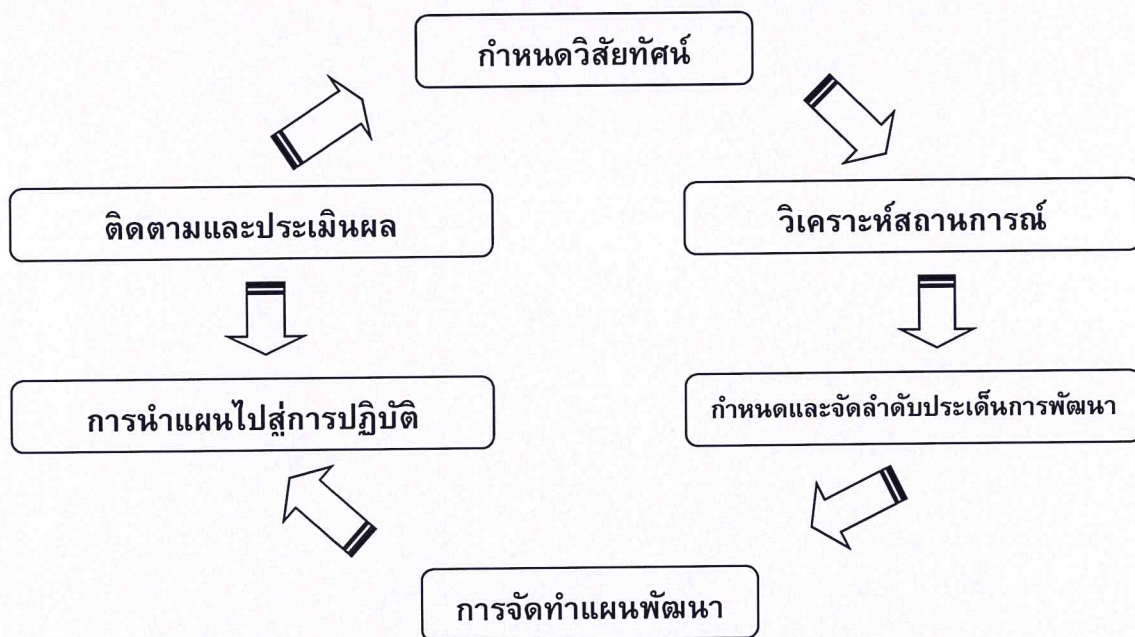 กำหนดวิสัยทัศน์
ติดตามและประเมินผล
วิเคราะห์สถานการณ์
การนำแผนไปสู่การปฏิบัติ
กำหนดและจัดลำดับประเด็นการพัฒนา
การจัดทำแผนพัฒนา